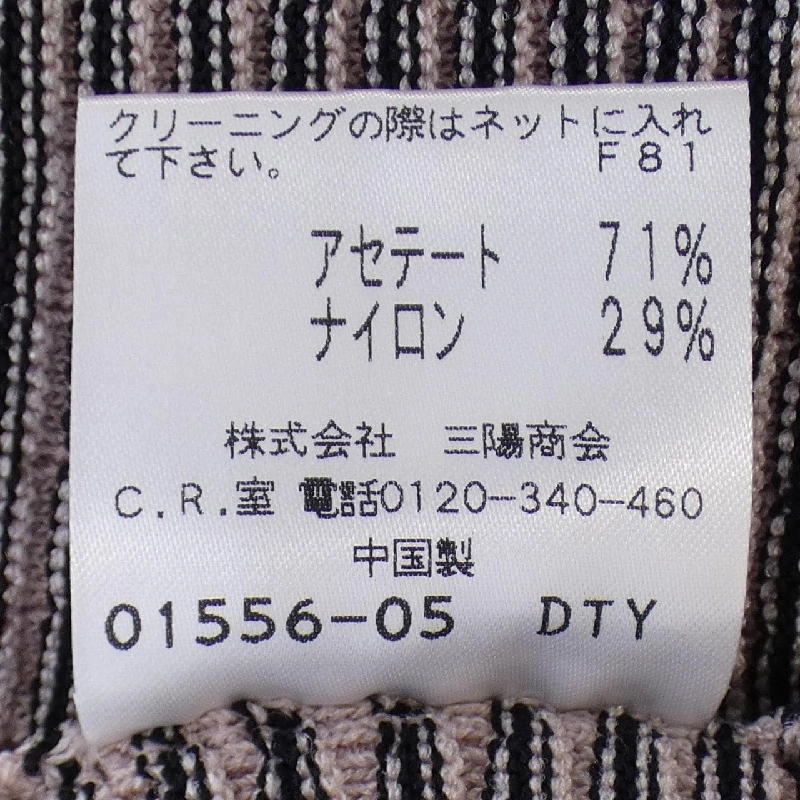 クリーニングの際はネットに入れ
て下さい。 F81
アセテート 71%
ナイロン 29%
株式会社 三陽商会
C.R.室 電話0120-340-460
中国製
01556-05 DTY